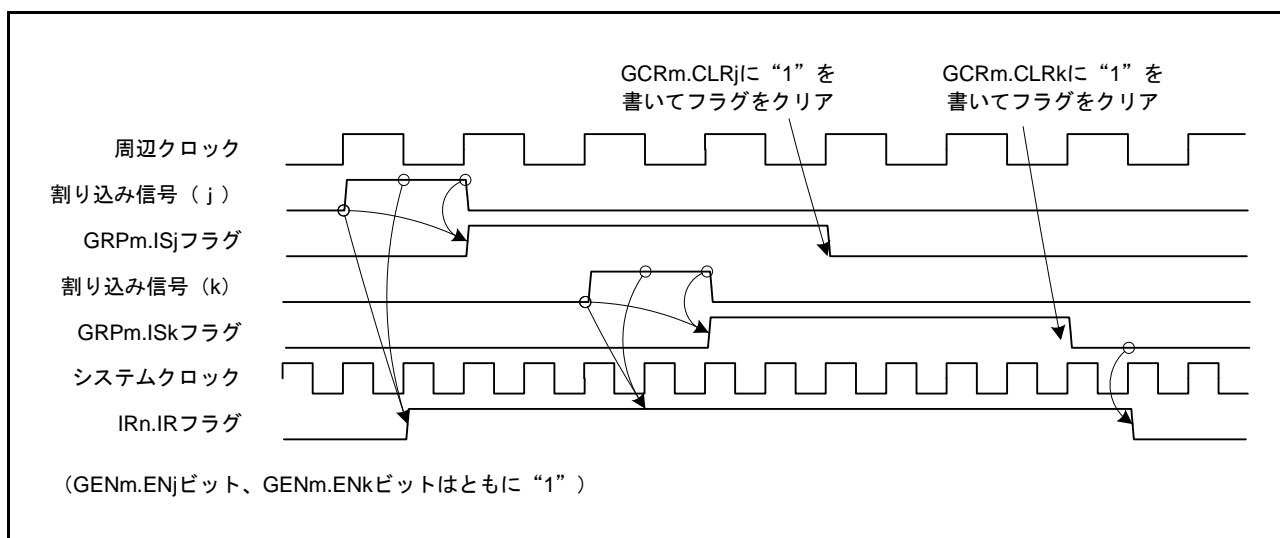 GCRm.CLRjに“1”を
書いてフラグをクリア
GCRm.CLRkに“1”を
書いてフラグをクリア
周辺クロック
割り込み信号（ j ）
GRPm.ISjフラグ
割り込み信号（k）
GRPm.ISkフラグ
システムクロック
IRn.IRフラグ
（GENm.ENjビット、GENm.ENkビットはともに“1”）